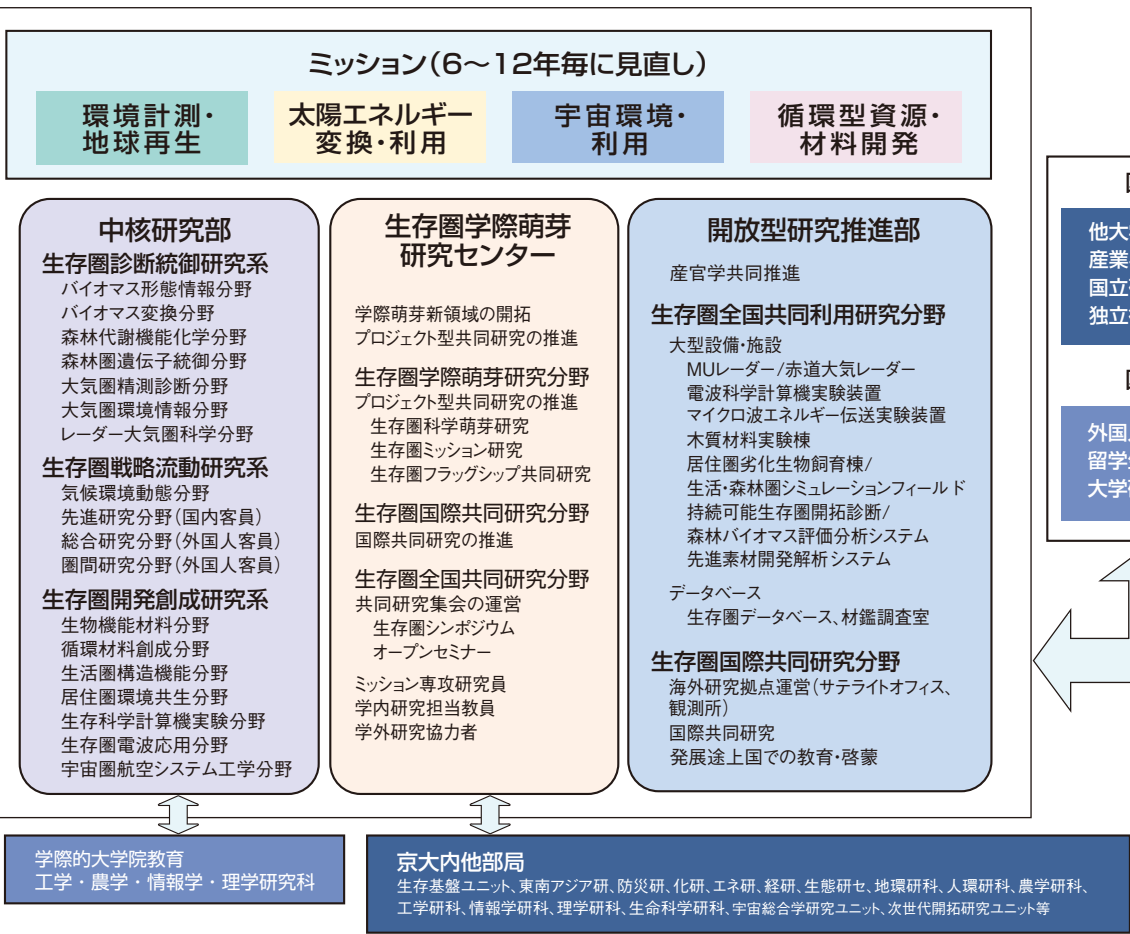 ミッション（6〜12年毎に見直し）
環境計測・
地球再生
太陽エネルギー
変換・利用
宇宙環境・
利用
循環型資源・
材料開発
中核研究部
生存圏診断統御研究系
バイオマス形態情報分野
バイオマス変換分野
森林代謝機能化学分野
森林圏遺伝子統御分野
大気圏精測診断分野
大気圏環境情報分野
レーダー大気圏科学分野
生存圏戦略流動研究系
気候環境動態分野
先進研究分野（国内客員）
総合研究分野（外国人客員）
圏間研究分野（外国人客員）
生存圏開発創成研究系
生物機能材料分野
循環材料創成分野
生活圏構造機能分野
居住圏環境共生分野
生存科学計算機実験分野
生存圏電波応用分野
宇宙圏航空システム工学分野
生存圏学際萌芽
研究センター
学際萌芽新領域の開拓
プロジェクト型共同研究の推進
生存圏学際萌芽研究分野
プロジェクト型共同研究の推進
生存圏科学萌芽研究
生存圏ミッション研究
生存圏フラッグシップ共同研究
生存圏国際共同研究分野
国際共同研究の推進
生存圏全国共同研究分野
共同研究集会の運営
生存圏シンポジウム
オープンセミナー
ミッション専攻研究員
学内研究担当教員
学外研究協力者
開放型研究推進部
産官学共同推進
生存圏全国共同利用研究分野
大型設備・施設
MUレーダー/赤道大気レーダー
電波科学計算機実験装置
マイクロ波エネルギー伝送実験装置
木質材料実験棟
居住圏劣化生物飼育棟/
生活・森林圏シミュレーションフィールド
持続可能生存圏開拓診断/
森林バイオマス評価分析システム
先進素材開発解析システム
データベース
生存圏データベース、材鑑調査室
生存圏国際共同研究分野
海外研究拠点運営（サテライトオフィス、
観測所）
国際共同研究
発展途上国での教育・啓蒙
他大
産業
国立
独立
外国
留学
大学
学際的大学院教育
工学・農学・情報学・理学研究科
京大内他部局
生存基盤ユニット、東南アジア研、防災研、化研、エネ研、経研、生態研セ、地環研科、人環研科、農学研科、
工学研科、情報学研科、理学研科、生命科学研科、宇宙総合学研究ユニット、次世代開拓研究ユニット等